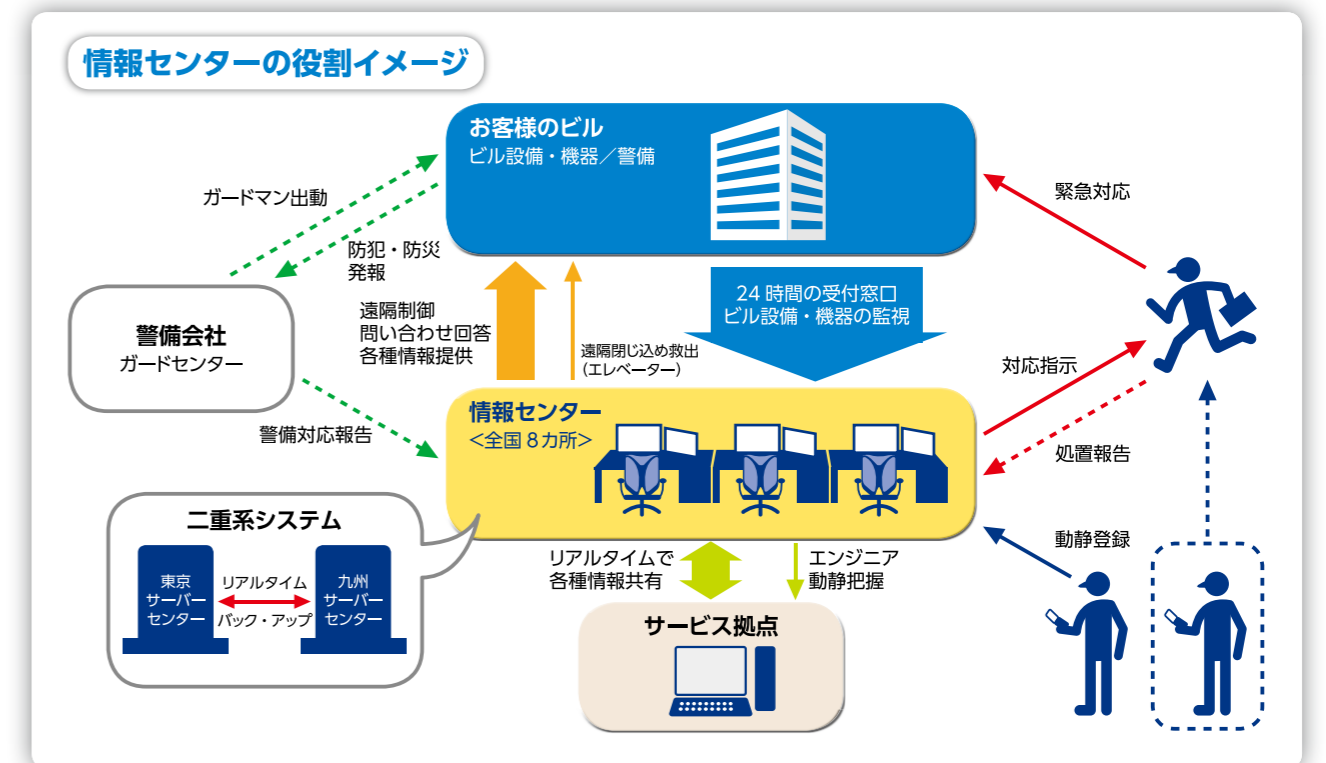 情報センターの役割イメージ
お客様のビル
ビル設備・機器／警備
ガードマン出動
防犯・防災
発報
緊急対応
警備会社
ガードセンター
遠隔制御
問い合わせ回答
各種情報提供
遠隔閉じ込め救出
（エレベーター）
24 時間の受付窓口
ビル設備・機器の監視
対応指示
警備対応報告
情報センター
<全国 8 カ所>
処置報告
二重系システム
東京
サーバー
センター
リアルタイム
バック・アップ
九州
サーバー
センター
リアルタイムで
各種情報共有
エンジニア
動静把握
動静登録
サービス拠点